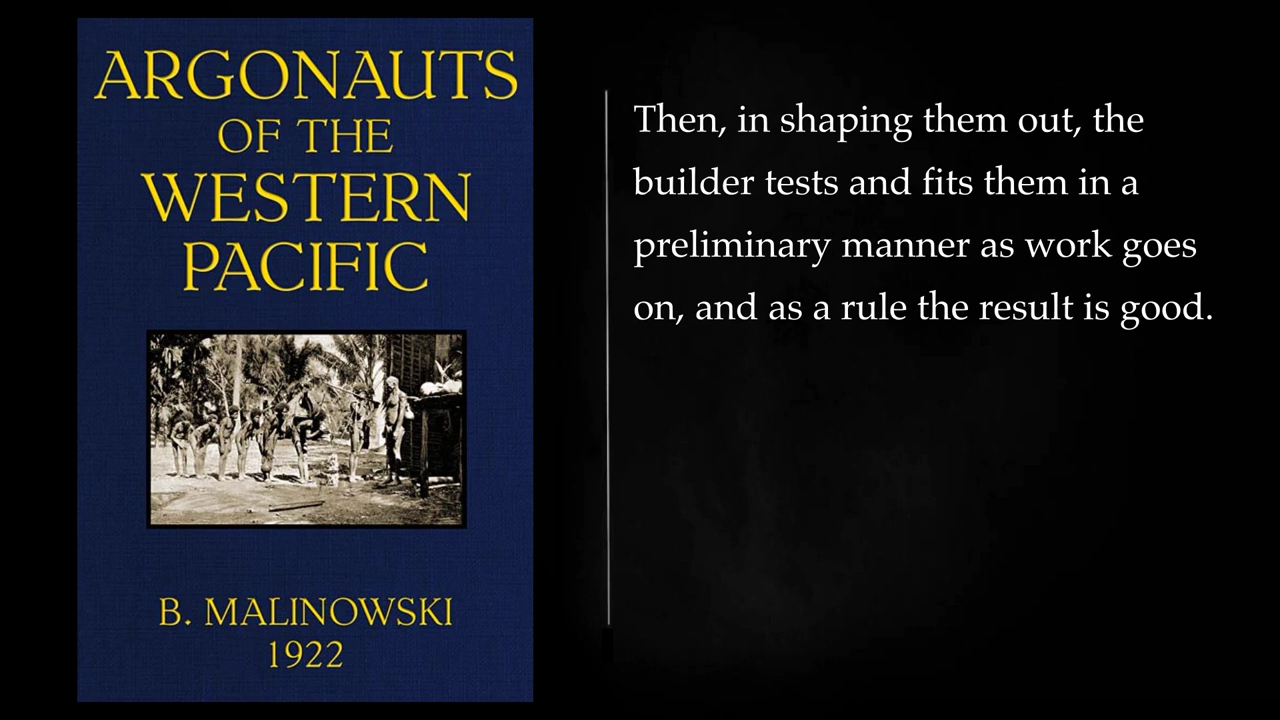 ARGONAUTS
OF THE
WESTERN
PACIFIC
B. MALINOWSKI
1922
Then, in shaping them out, the
builder tests and fits them in a
preliminary manner as work goes
on, and as a rule the result is good.